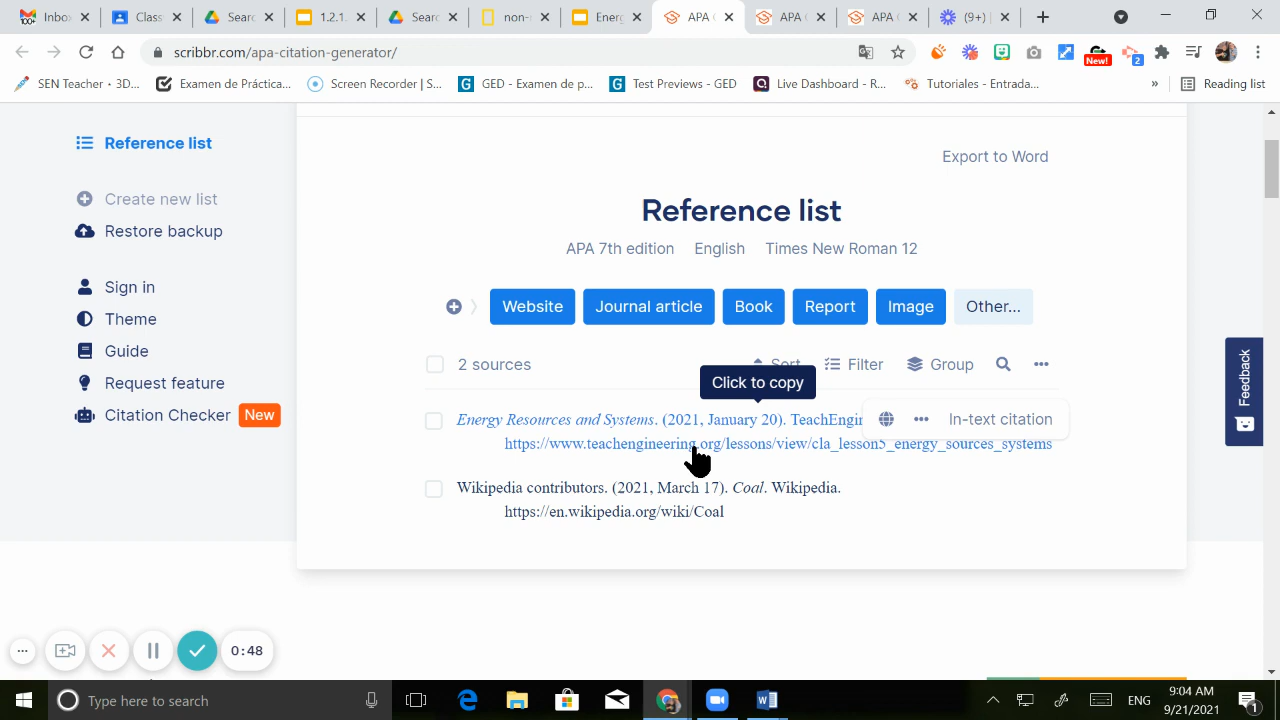 Inbox
Class
Searc
1.2.1.
Searc
non-r
Energ
APA C
APA C
APA C
(9+) |
scribbr.com/apa-citation-generator/
New!
2
SEN Teacher • 3D...
Examen de Práctica...
Screen Recorder | S...
GED - Examen de p...
Test Previews - GED
Live Dashboard - R...
Tutoriales - Entrada...
»
Reading list
Reference list
Create new list
Restore backup
Sign in
Theme
Guide
Request feature
Citation Checker New
Export to Word
Reference list
APA 7th edition English Times New Roman 12
Website Journal article Book Report Image Other...
2 sources Sort Filter Group
Click to copy
Energy Resources and Systems. (2021, January 20). TeachEngin
In-text citation
https://www.teachengineering.org/lessons/view/cla_lesson5_energy_sources_systems
Wikipedia contributors. (2021, March 17). Coal. Wikipedia.
https://en.wikipedia.org/wiki/Coal
Feedback
0:48
Type here to search
ENG
9:04 AM
9/21/2021
1